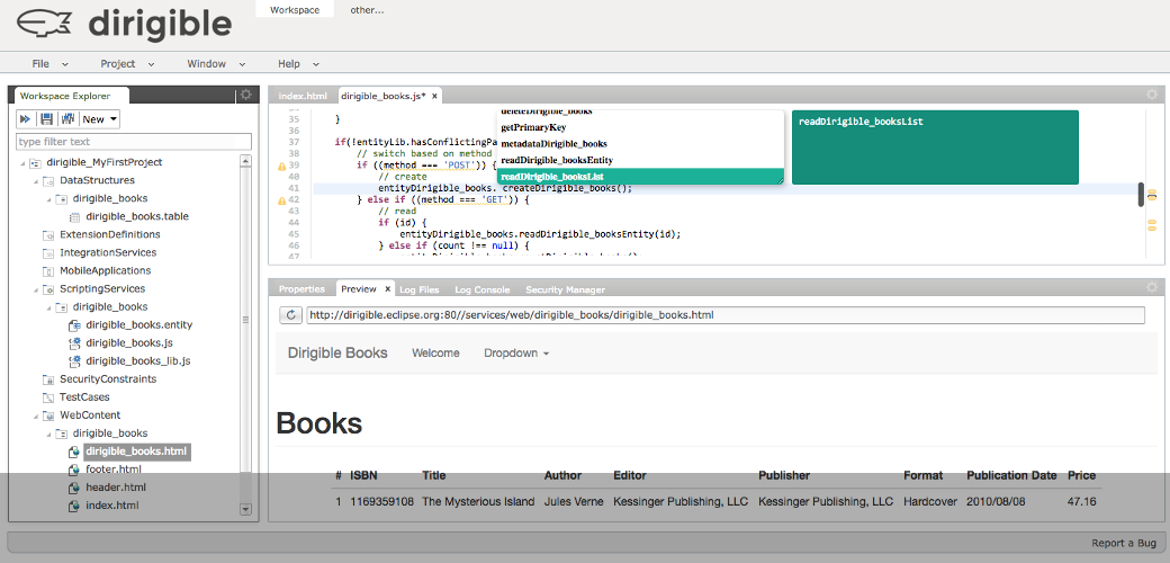 dirigible
Workspace
other...
File
Project
Window
Help
Workspace Explorer
New
type filter text
dirigible_MyFirstProject
DataStructures
dirigible_books
dirigible_books.table
ExtensionDefinitions
IntegrationServices
MobileApplications
ScriptingServices
dirigible_books
dirigible_books.entity
dirigible_books.js
dirigible_books_lib.js
SecurityConstraints
TestCases
WebContent
dirigible_books
dirigible_books.html
footer.html
header.html
index.html
index.html
dirigible_books.js* x
35 }
36
37 if(!entityLib.hasConflictingPa
38 // switch based on method
39 if ((method === 'POST')) {
40 // create
41 entityDirigible_books. createDirigible_books();
42 } else if ((method === 'GET')) {
43 // read
44 if (id) {
45 entityDirigible_books.readDirigible_booksEntity(id);
46 } else if (count !== null) {
47
deleteDirigible_books
getPrimaryKey
metadataDirigible_books
readDirigible_booksEntity
readDirigible_booksList
readDirigible_booksList
Properties
Preview x
Log Files
Log Console
Security Manager
http://dirigible.eclipse.org:80//services/web/dirigible_books/dirigible_books.html
Dirigible Books
Welcome
Dropdown
Books
# ISBN Title Author Editor Publisher Format Publication Date Price
1 1169359108 The Mysterious Island Jules Verne Kessinger Publishing, LLC Kessinger Publishing, LLC Hardcover 2010/08/08 47.16
Report a Bug